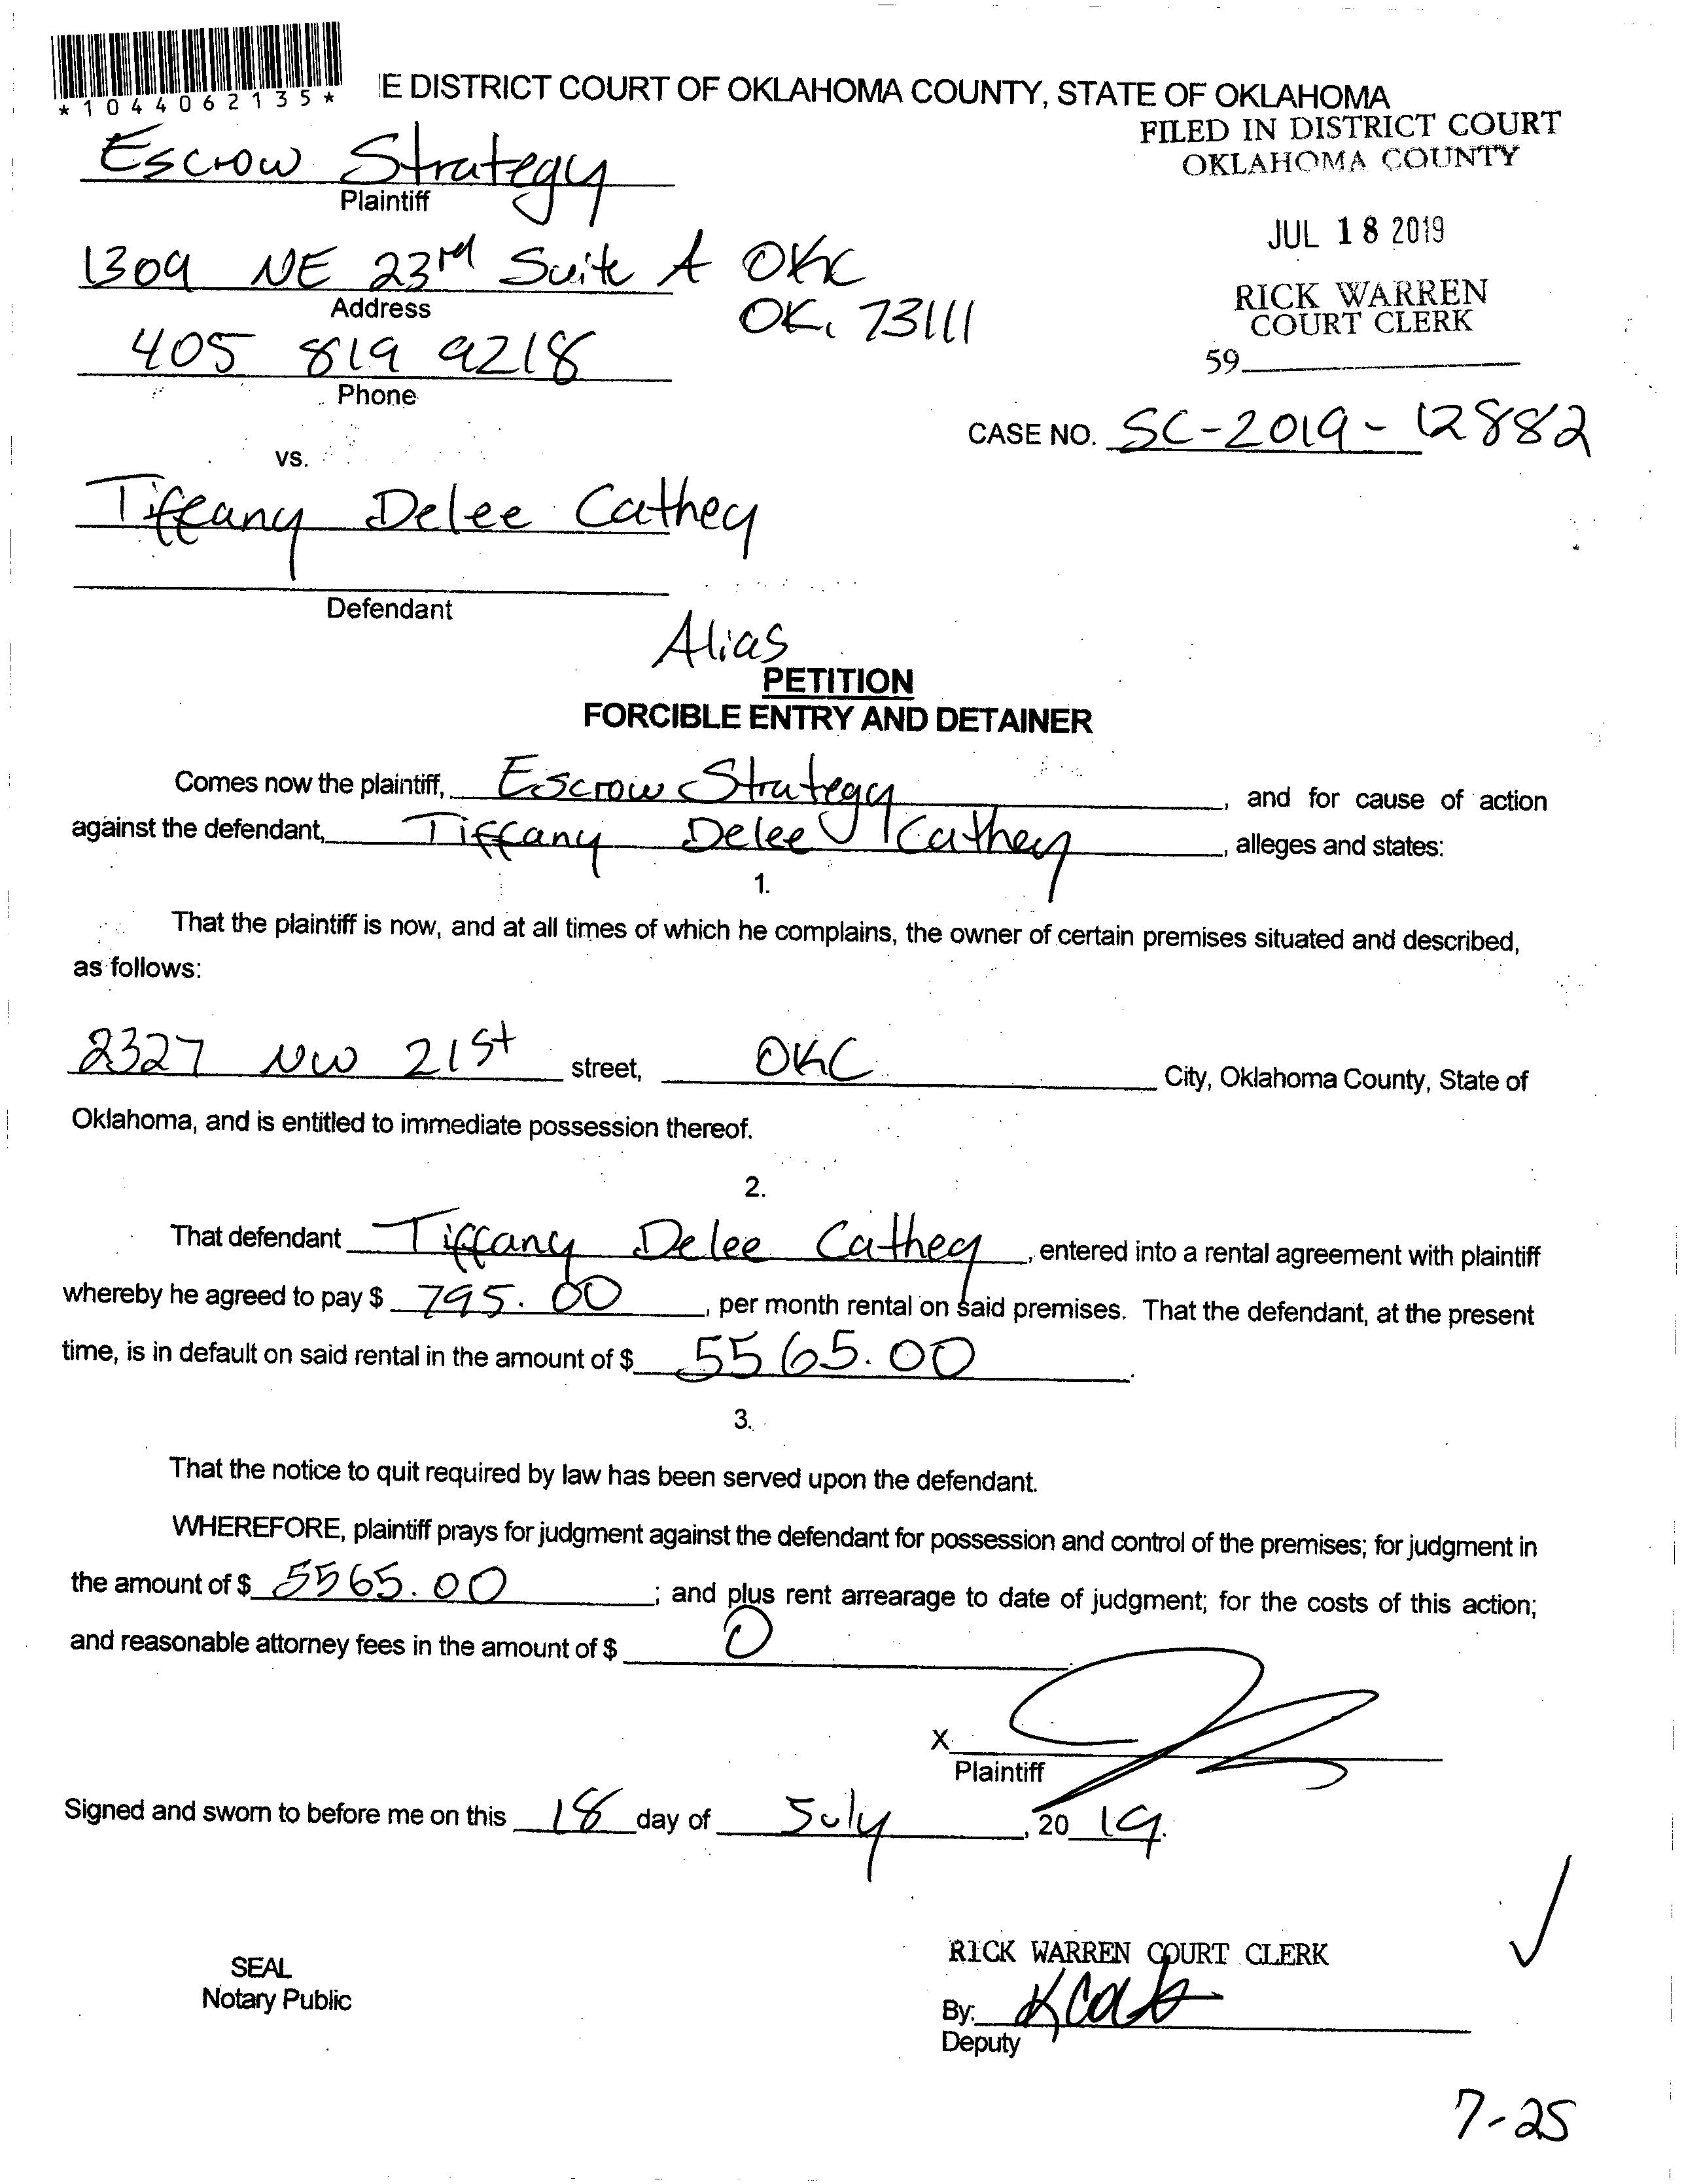 *1044062135*
E DISTRICT COURT OF OKLAHOMA COUNTY, STATE OF OKLAHOMA
FILED IN DISTRICT COURT
OKLAHOMA COUNTY
Escrow Strategy
Plaintiff
JUL 18 2019
1309 NE 23rd Suite A OKC
OK. 73111
Address
RICK WARREN
COURT CLERK
405 819 9218
Phone
59
CASE NO. SC-2019-12882
vs.
Tiffany Delee Cathey
Defendant
Alias
PETITION
FORCIBLE ENTRY AND DETAINER
Comes now the plaintiff, Escrow Strategy, and for cause of action
against the defendant, Tiffany Delee Cathey, alleges and states:
1.
That the plaintiff is now, and at all times of which he complains, the owner of certain premises situated and described,
as follows:
2327 NW 21st street, OKC City, Oklahoma County, State of
Oklahoma, and is entitled to immediate possession thereof.
2.
That defendant Tiffany Delee Cathey, entered into a rental agreement with plaintiff
whereby he agreed to pay $ 795.00, per month rental on said premises. That the defendant, at the present
time, is in default on said rental in the amount of $ 5565.00.
3.
That the notice to quit required by law has been served upon the defendant.
WHEREFORE, plaintiff prays for judgment against the defendant for possession and control of the premises; for judgment in
the amount of $ 5565.00; and plus rent arrearage to date of judgment; for the costs of this action;
and reasonable attorney fees in the amount of $ 0.
X
Plaintiff
Signed and sworn to before me on this 18 day of July, 20 19.
RICK WARREN COURT CLERK
SEAL
Notary Public
By:
Deputy
7-25